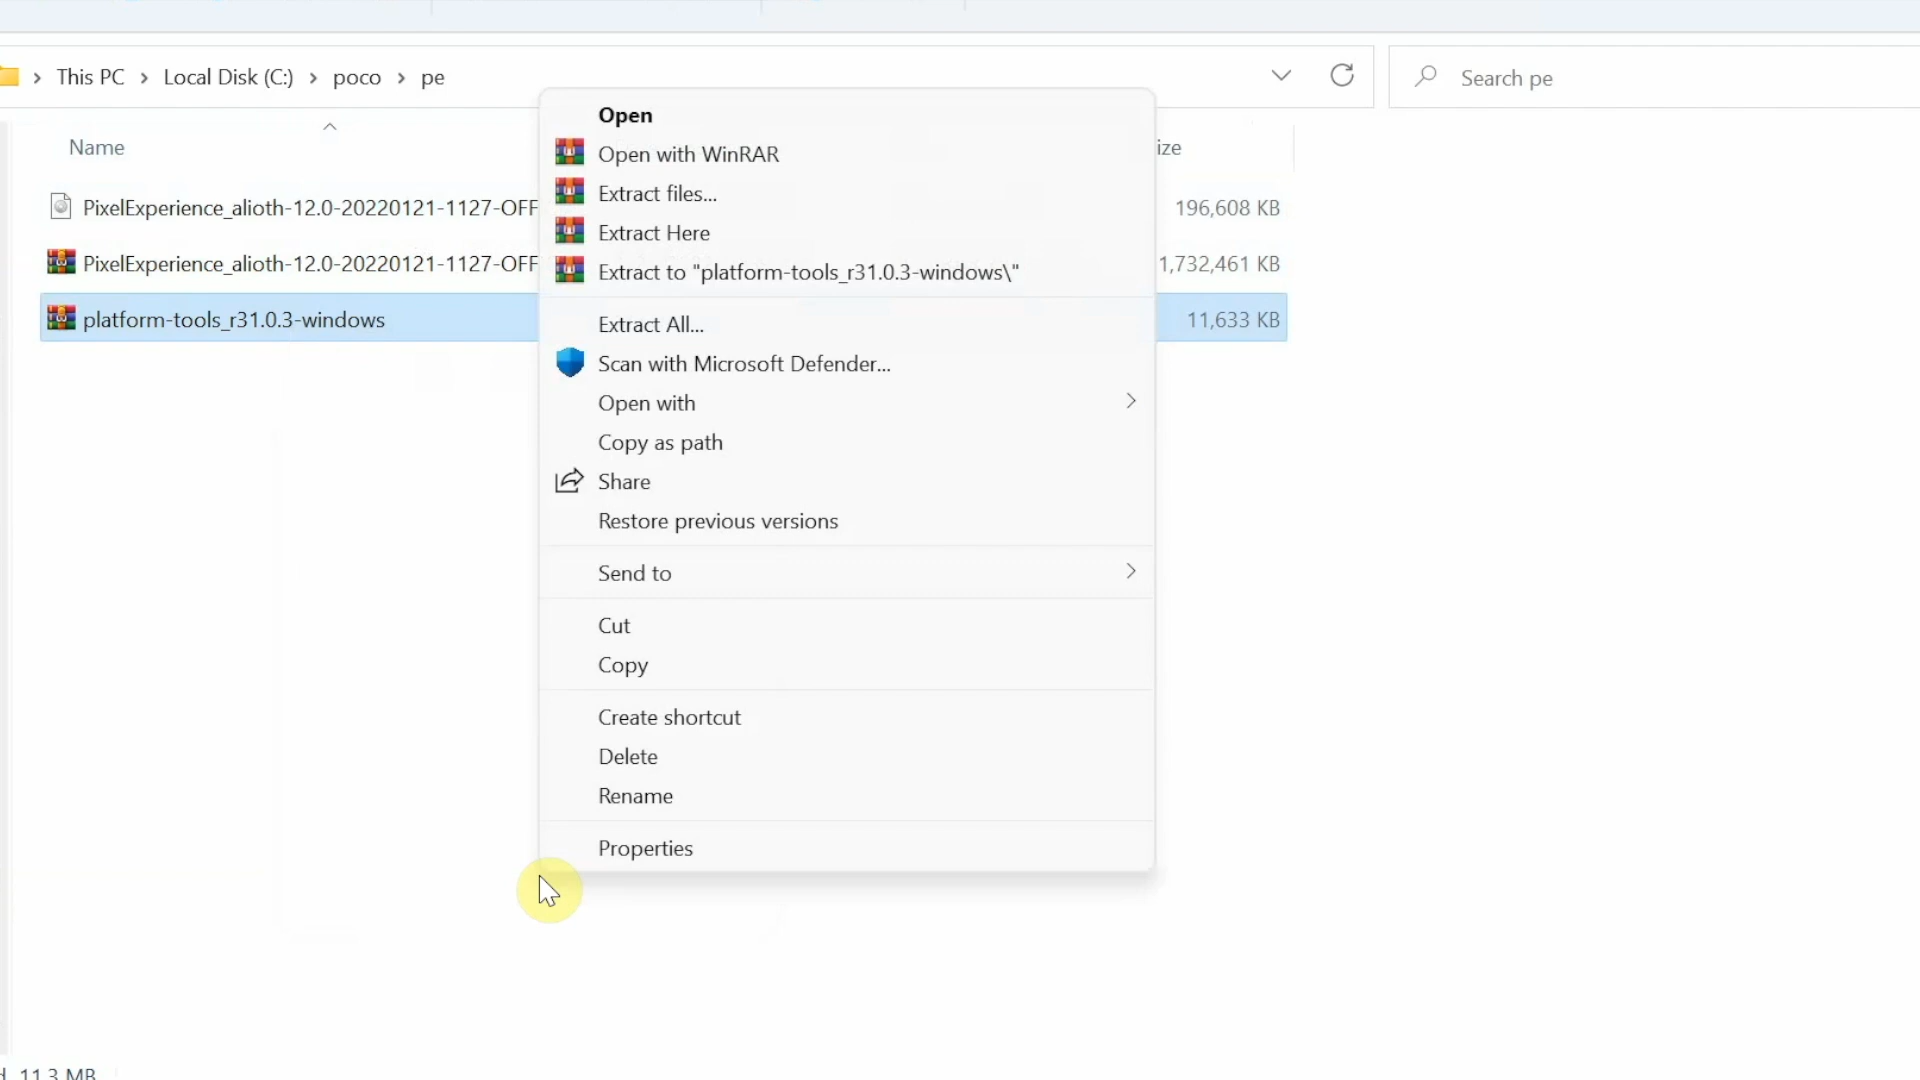 This PC > Local Disk (C:) > poco > pe
Search pe
Name
ize
PixelExperience_alioth-12.0-20220121-1127-OFF
196,608 KB
PixelExperience_alioth-12.0-20220121-1127-OFF
1,732,461 KB
platform-tools_r31.0.3-windows
11,633 KB
Open
Open with WinRAR
Extract files...
Extract Here
Extract to "platform-tools_r31.0.3-windows\"
Extract All...
Scan with Microsoft Defender...
Open with
Copy as path
Share
Restore previous versions
Send to
Cut
Copy
Create shortcut
Delete
Rename
Properties
11.3 MB